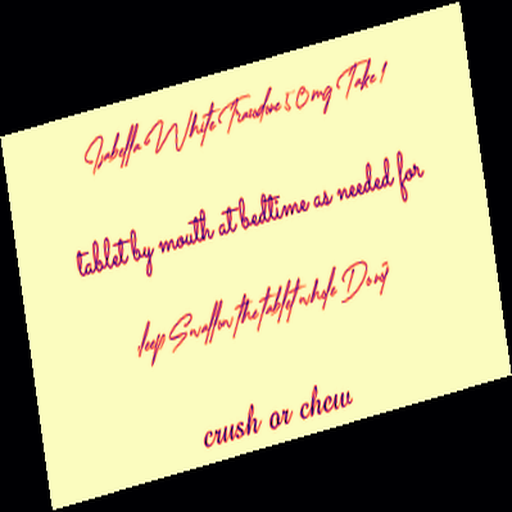 Isabella White Trazodone 50mg Take 1
tablet by mouth at bedtime as needed for
sleep Swallow the tablet whole Don't
crush or chew